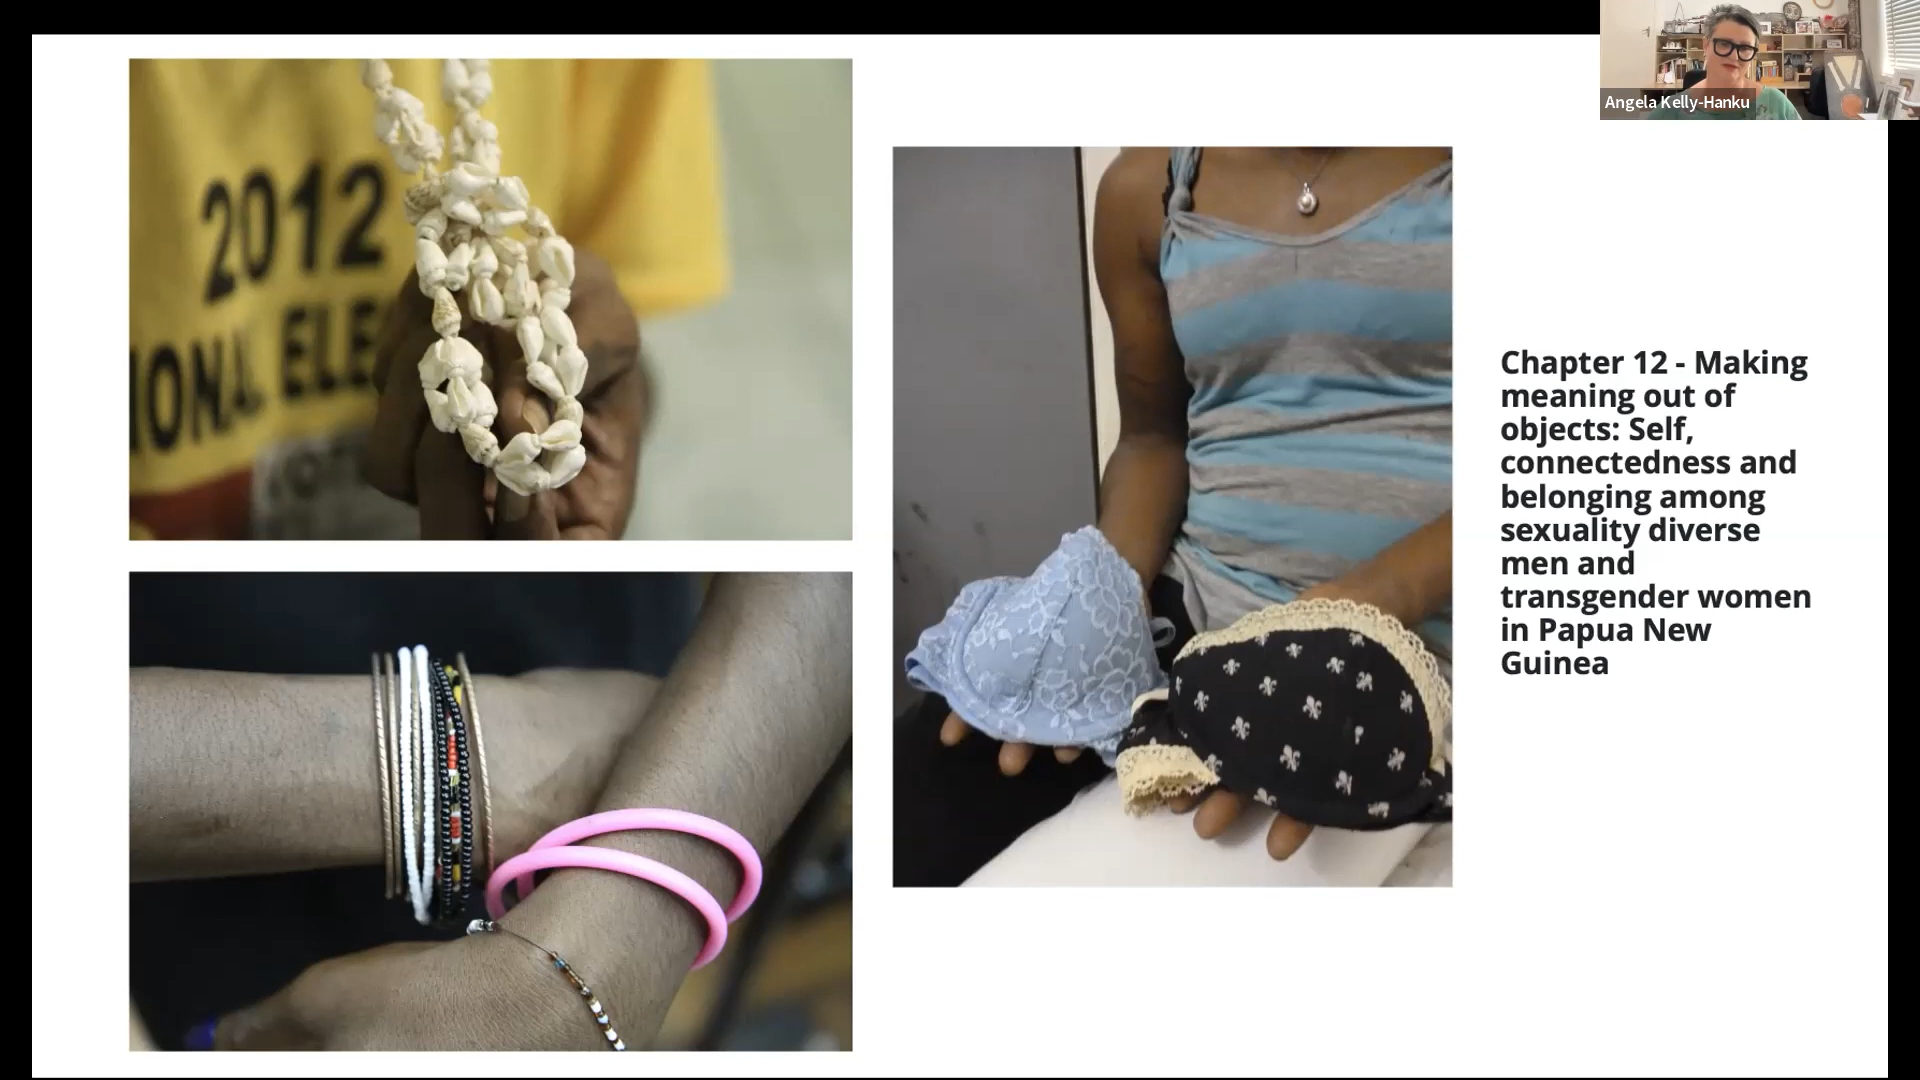 Angela Kelly-Hanku
2012
IONAL ELE
Chapter 12 - Making
meaning out of
objects: Self,
connectedness and
belonging among
sexuality diverse
men and
transgender women
in Papua New
Guinea